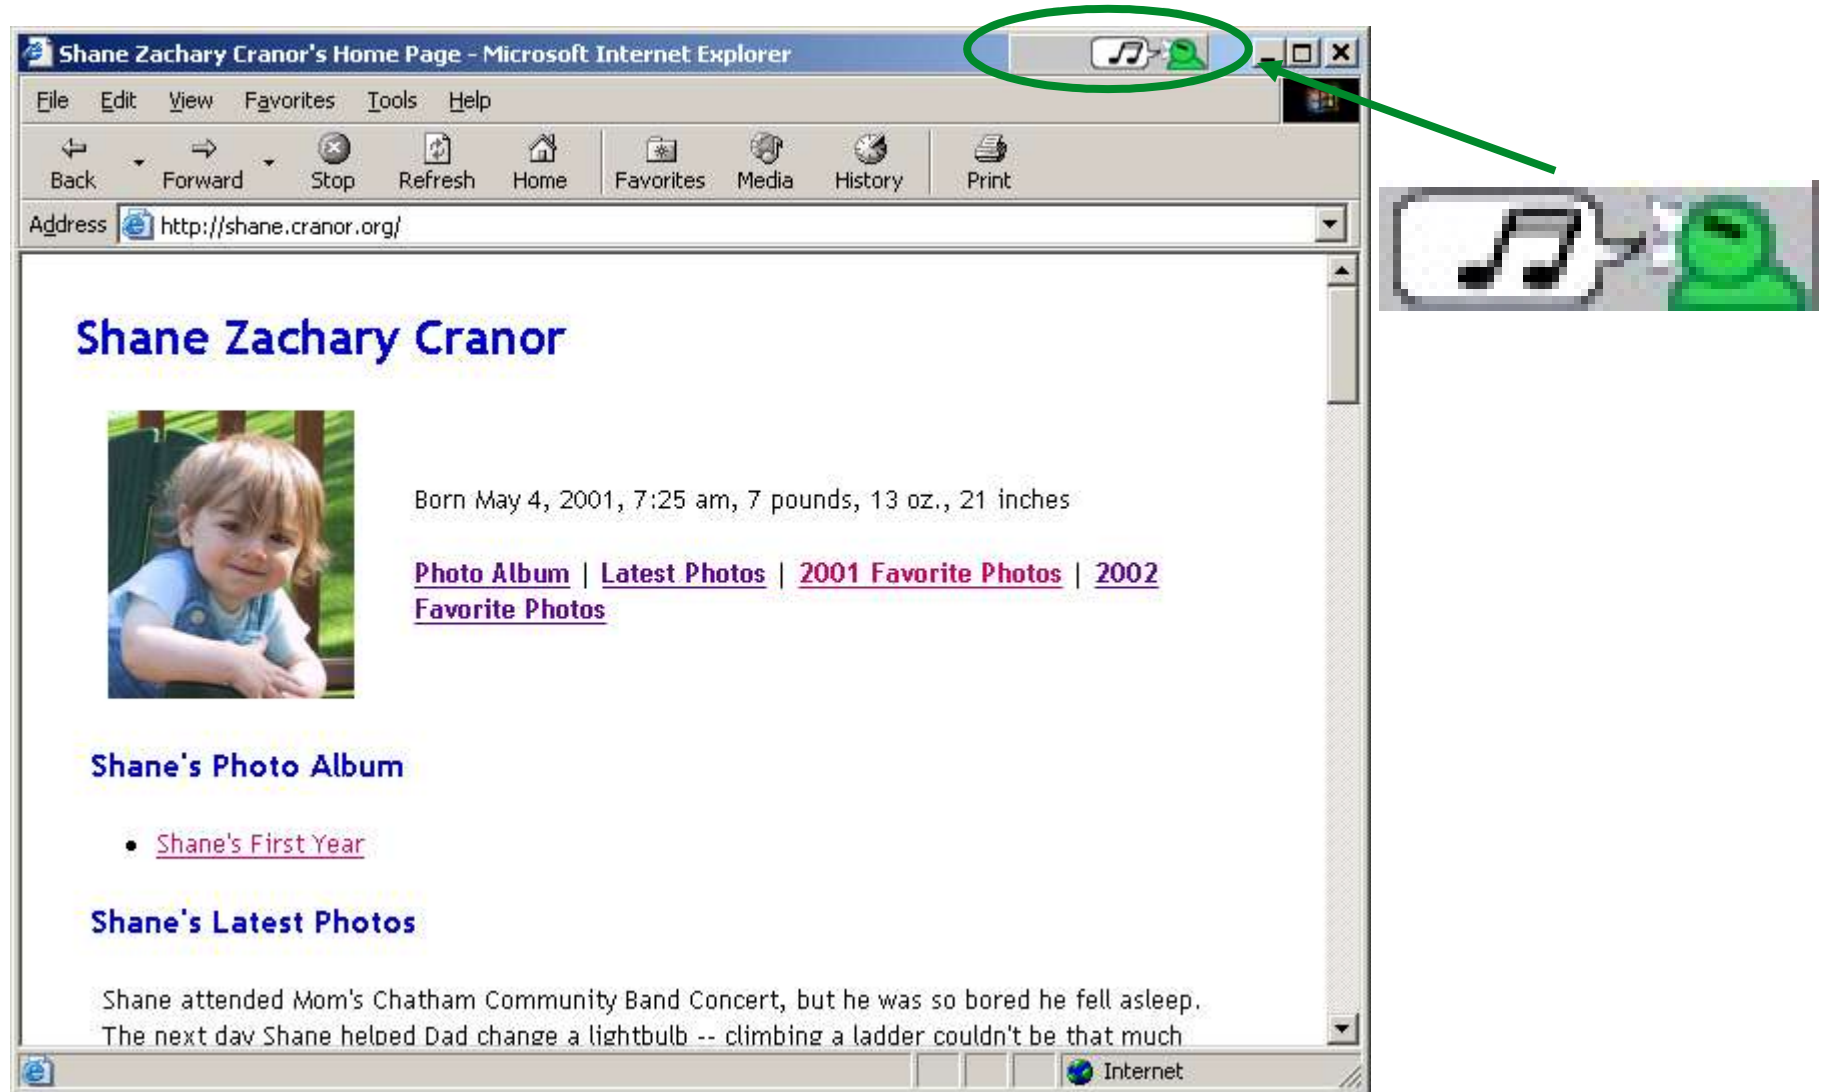 Shane Zachary Cranor's Home Page - Microsoft Internet Explorer
File Edit View Favorites Tools Help
Back Forward Stop Refresh Home Favorites Media History Print
Address http://shane.cranor.org/
Shane Zachary Cranor
Born May 4, 2001, 7:25 am, 7 pounds, 13 oz., 21 inches
Photo Album | Latest Photos | 2001 Favorite Photos | 2002
Favorite Photos
Shane's Photo Album
• Shane's First Year
Shane's Latest Photos
Shane attended Mom's Chatham Community Band Concert, but he was so bored he fell asleep.
The next day Shane helped Dad change a lightbulb -- climbing a ladder couldn't be that much
Internet